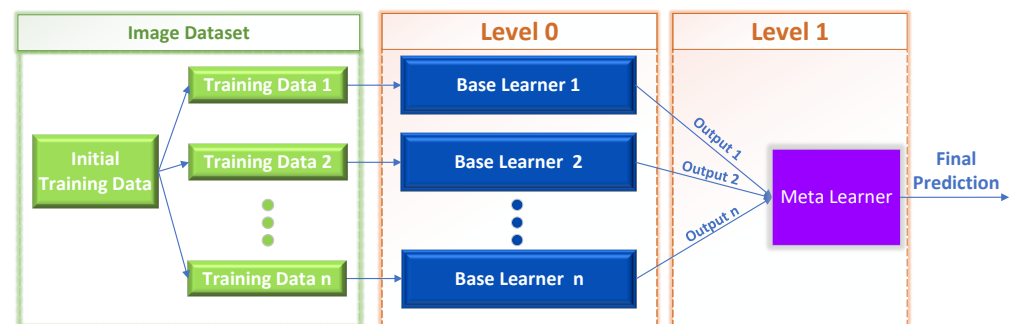 Image Dataset
Level 0
Level 1
Training Data 1
Base Learner 1
Output 1
Initial
Training Data
Training Data 2
Base Learner 2
Output 2
Meta Learner
Final
Prediction
Output n
Training Data n
Base Learner n